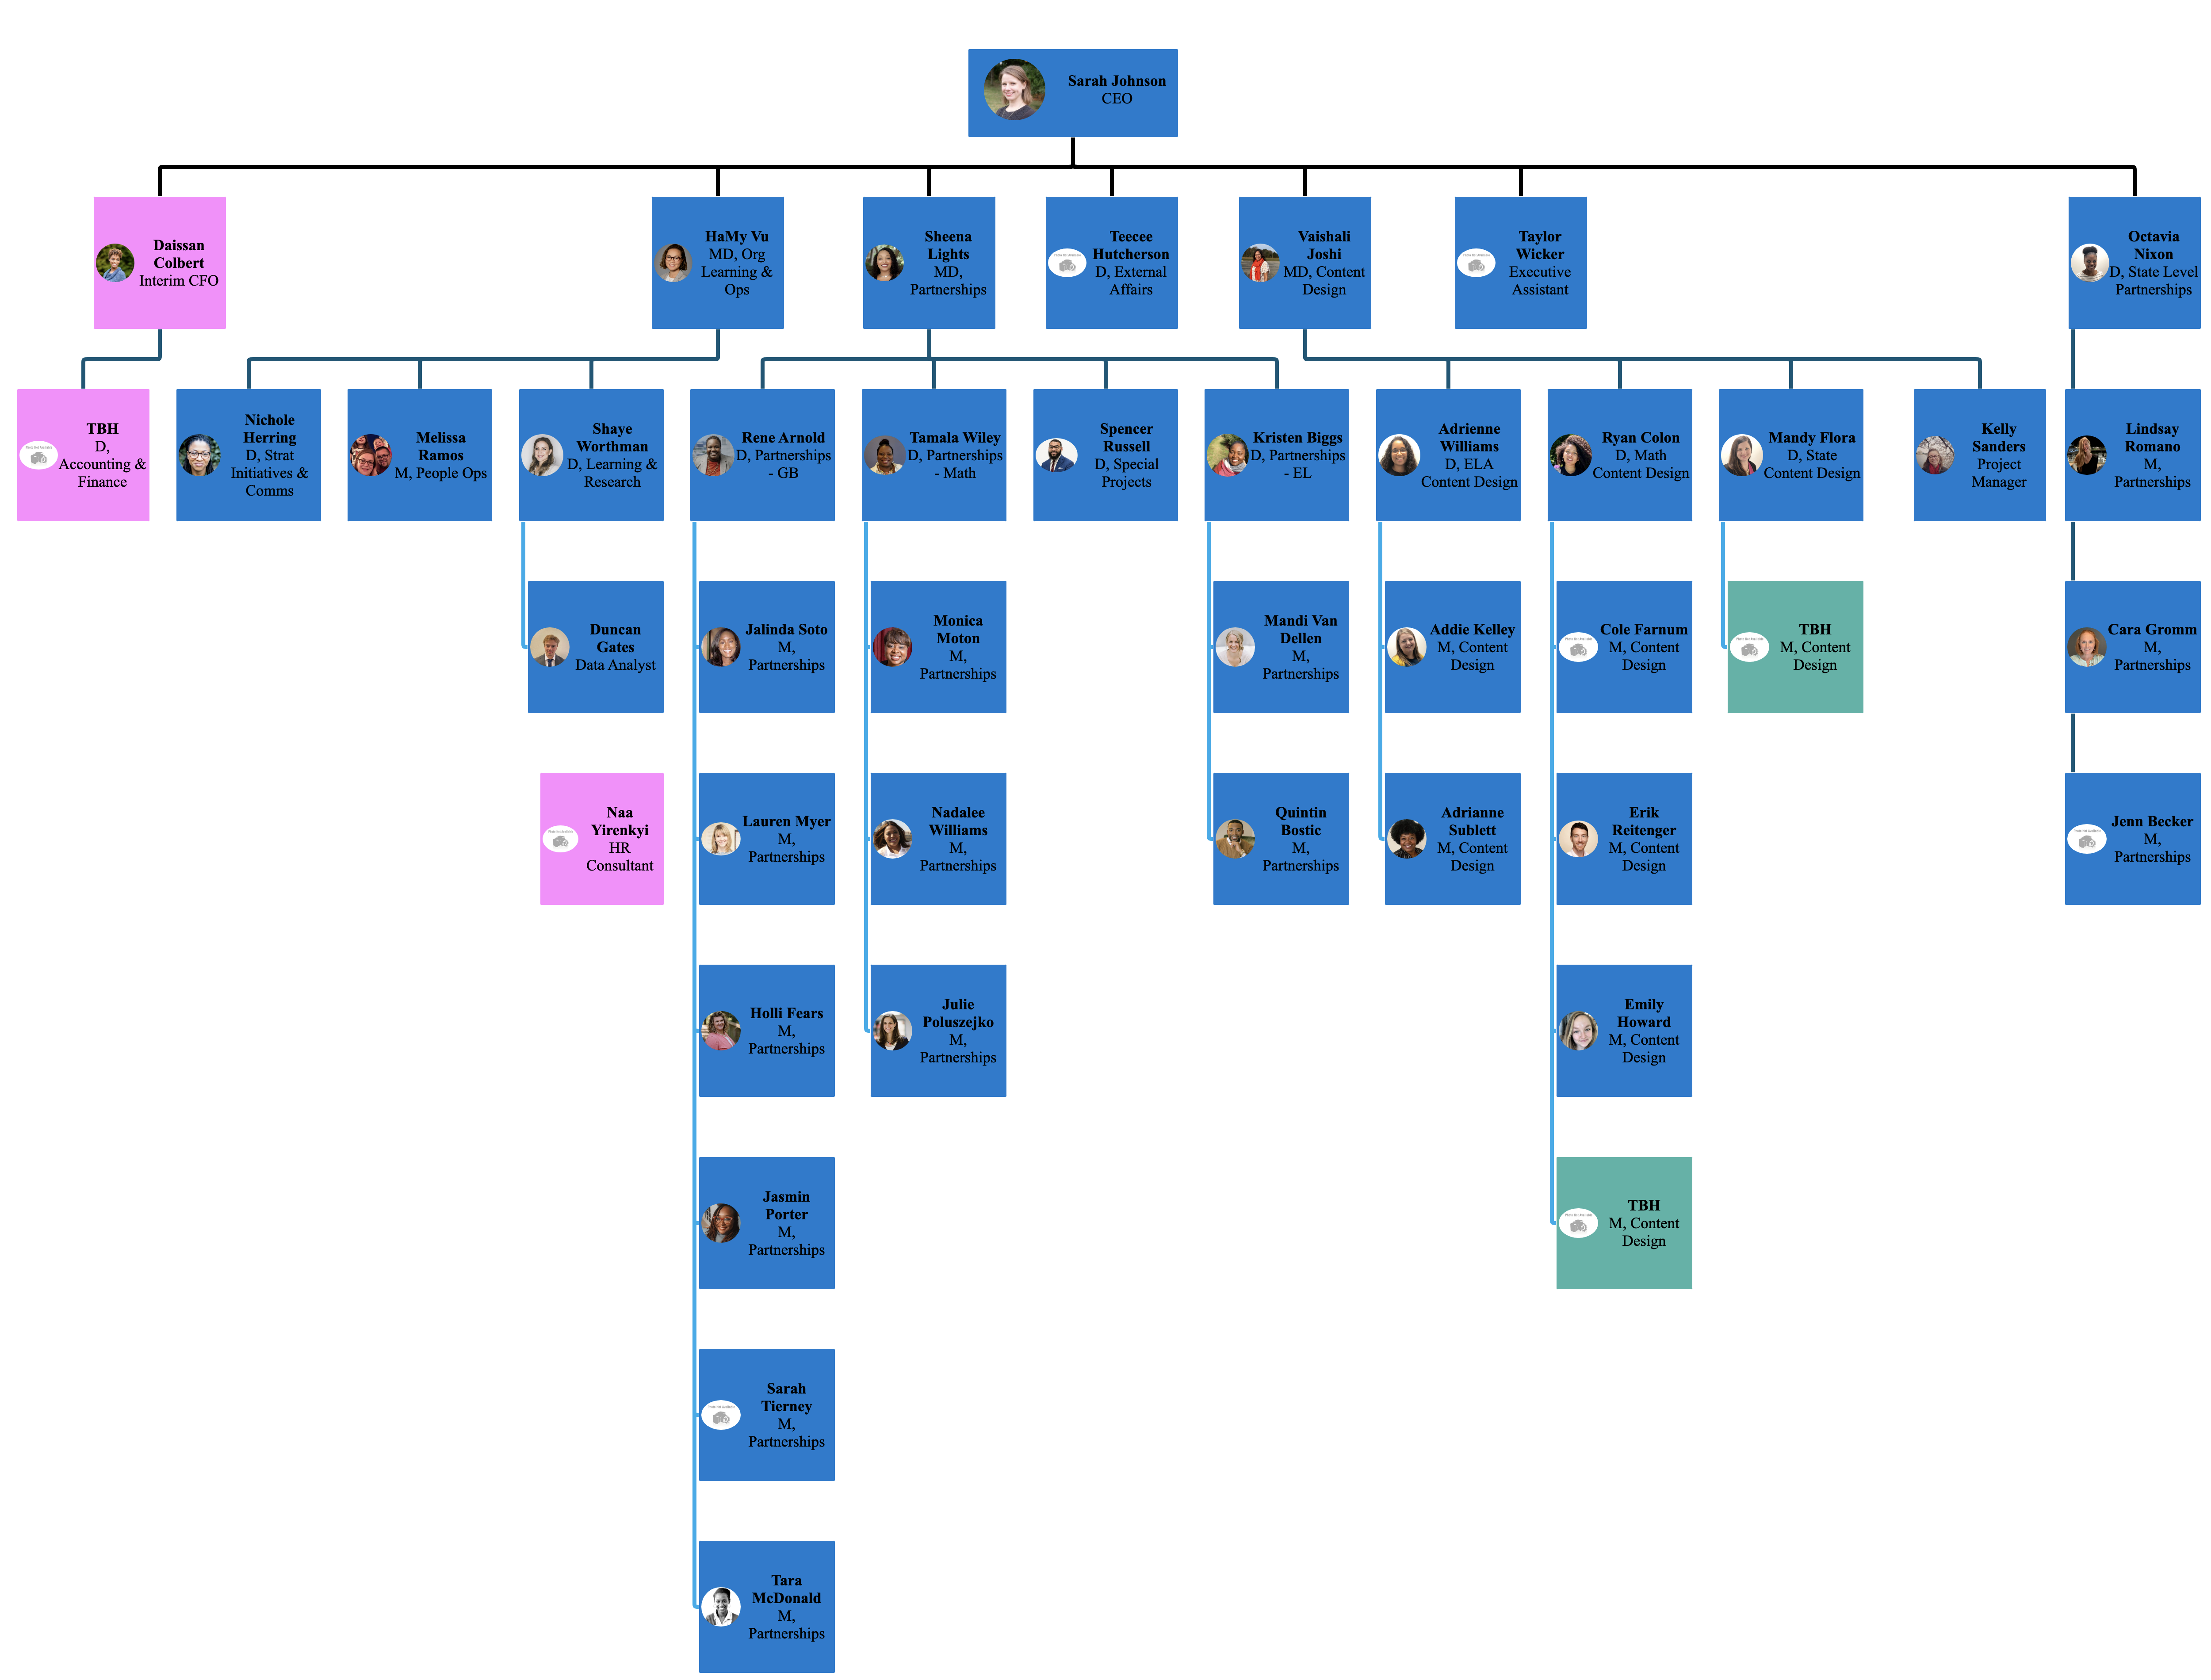 Sarah Johnson
CEO
Daissan
Colbert
Interim CFO
HaMy Vu
MD, Org
Learning &
Ops
Sheena
Lights
MD,
Partnerships
Teecee
Hutcherson
D, External
Affairs
Vaishali
Joshi
MD, Content
Design
Taylor
Wicker
Executive
Assistant
Octavia
Nixon
D, State Level
Partnerships
TBH
D,
Accounting &
Finance
Nichole
Herring
D, Strat
Initiatives &
Comms
Melissa
Ramos
M, People Ops
Shaye
Worthman
D, Learning &
Research
Rene Arnold
D, Partnerships
- GB
Tamala Wiley
D, Partnerships
- Math
Spencer
Russell
D, Special
Projects
Kristen Biggs
D, Partnerships
- EL
Adrienne
Williams
D, ELA
Content Design
Ryan Colon
D, Math
Content Design
Mandy Flora
D, State
Content Design
Kelly
Sanders
Project
Manager
Lindsay
Romano
M,
Partnerships
Duncan
Gates
Data Analyst
Jalinda Soto
M,
Partnerships
Monica
Moton
M,
Partnerships
Mandi Van
Dellen
M,
Partnerships
Addie Kelley
M, Content
Design
Cole Farnum
M, Content
Design
TBH
M, Content
Design
Cara Gromm
M,
Partnerships
Naa
Yirenkyi
HR
Consultant
Lauren Myer
M,
Partnerships
Nadalee
Williams
M,
Partnerships
Quintin
Bostic
M,
Partnerships
Adrianne
Sublett
M, Content
Design
Erik
Reitenger
M, Content
Design
Jenn Becker
M,
Partnerships
Holli Fears
M,
Partnerships
Julie
Poluszejko
M,
Partnerships
Emily
Howard
M, Content
Design
Jasmin
Porter
M,
Partnerships
TBH
M, Content
Design
Sarah
Tierney
M,
Partnerships
Tara
McDonald
M,
Partnerships